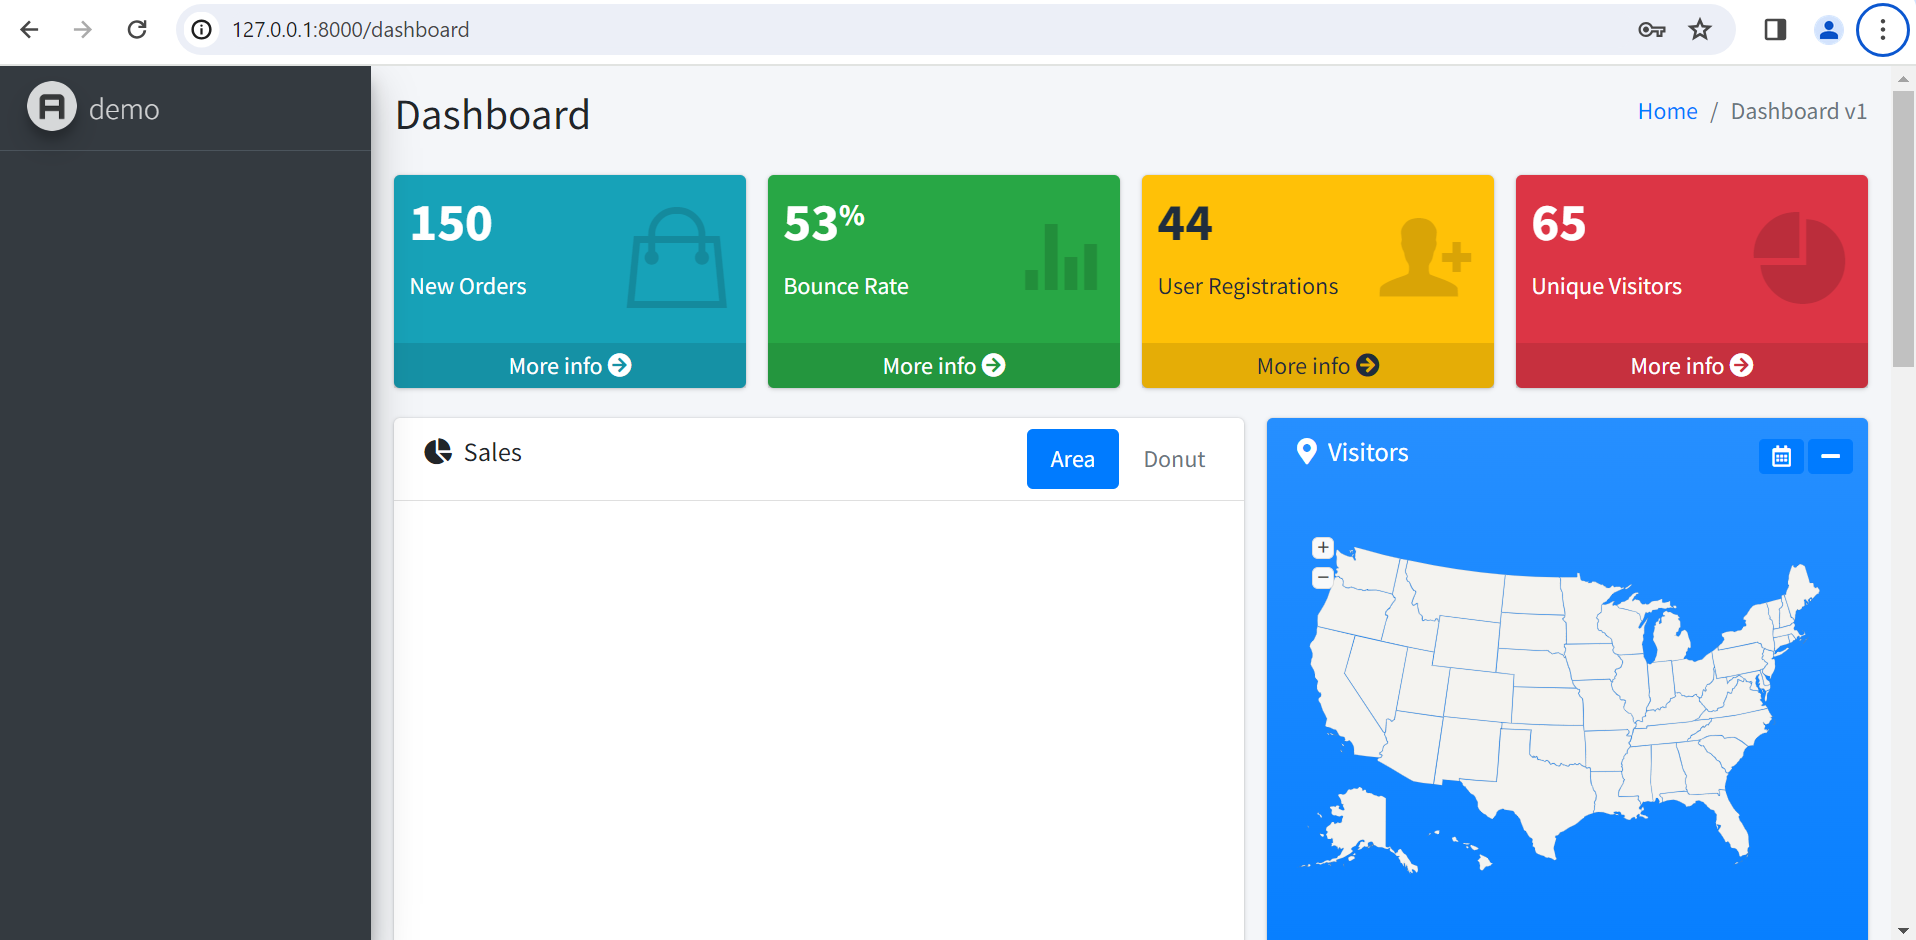 127.0.0.1:8000/dashboard
demo
Dashboard
Home / Dashboard v1
150
New Orders
More info
53%
Bounce Rate
More info
44
User Registrations
More info
65
Unique Visitors
More info
Sales
Area
Donut
Visitors
+
−